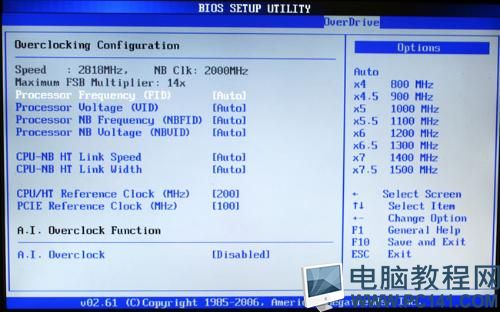 BIOS SETUP UTILITY
OverDrive
Overclocking Configuration
Speed : 2818MHz, NB Clk: 2000MHz
Maximum FSB Multiplier: 14x
Processor Frequency (FID) [Auto]
Processor Voltage (VID) [Auto]
Processor NB Frequency (NBFID) [Auto]
Processor NB Voltage (NBVID) [Auto]
CPU-NB HT Link Speed [Auto]
CPU-NB HT Link Width [Auto]
CPU/HT Reference Clock (MHz) [200]
PCIE Reference Clock (MHz) [100]
A.I. Overclock Function
A.I. Overclock [Disabled]
Options
Auto
x4 800 MHz
x4.5 900 MHz
x5 1000 MHz
x5.5 1100 MHz
x6 1200 MHz
x6.5 1300 MHz
x7 1400 MHz
x7.5 1500 MHz
← Select Screen
↑↓ Select Item
+- Change Option
F1 General Help
F10 Save and Exit
ESC Exit
v02.61 (C)Copyright 1985-2006, American
电脑教程网